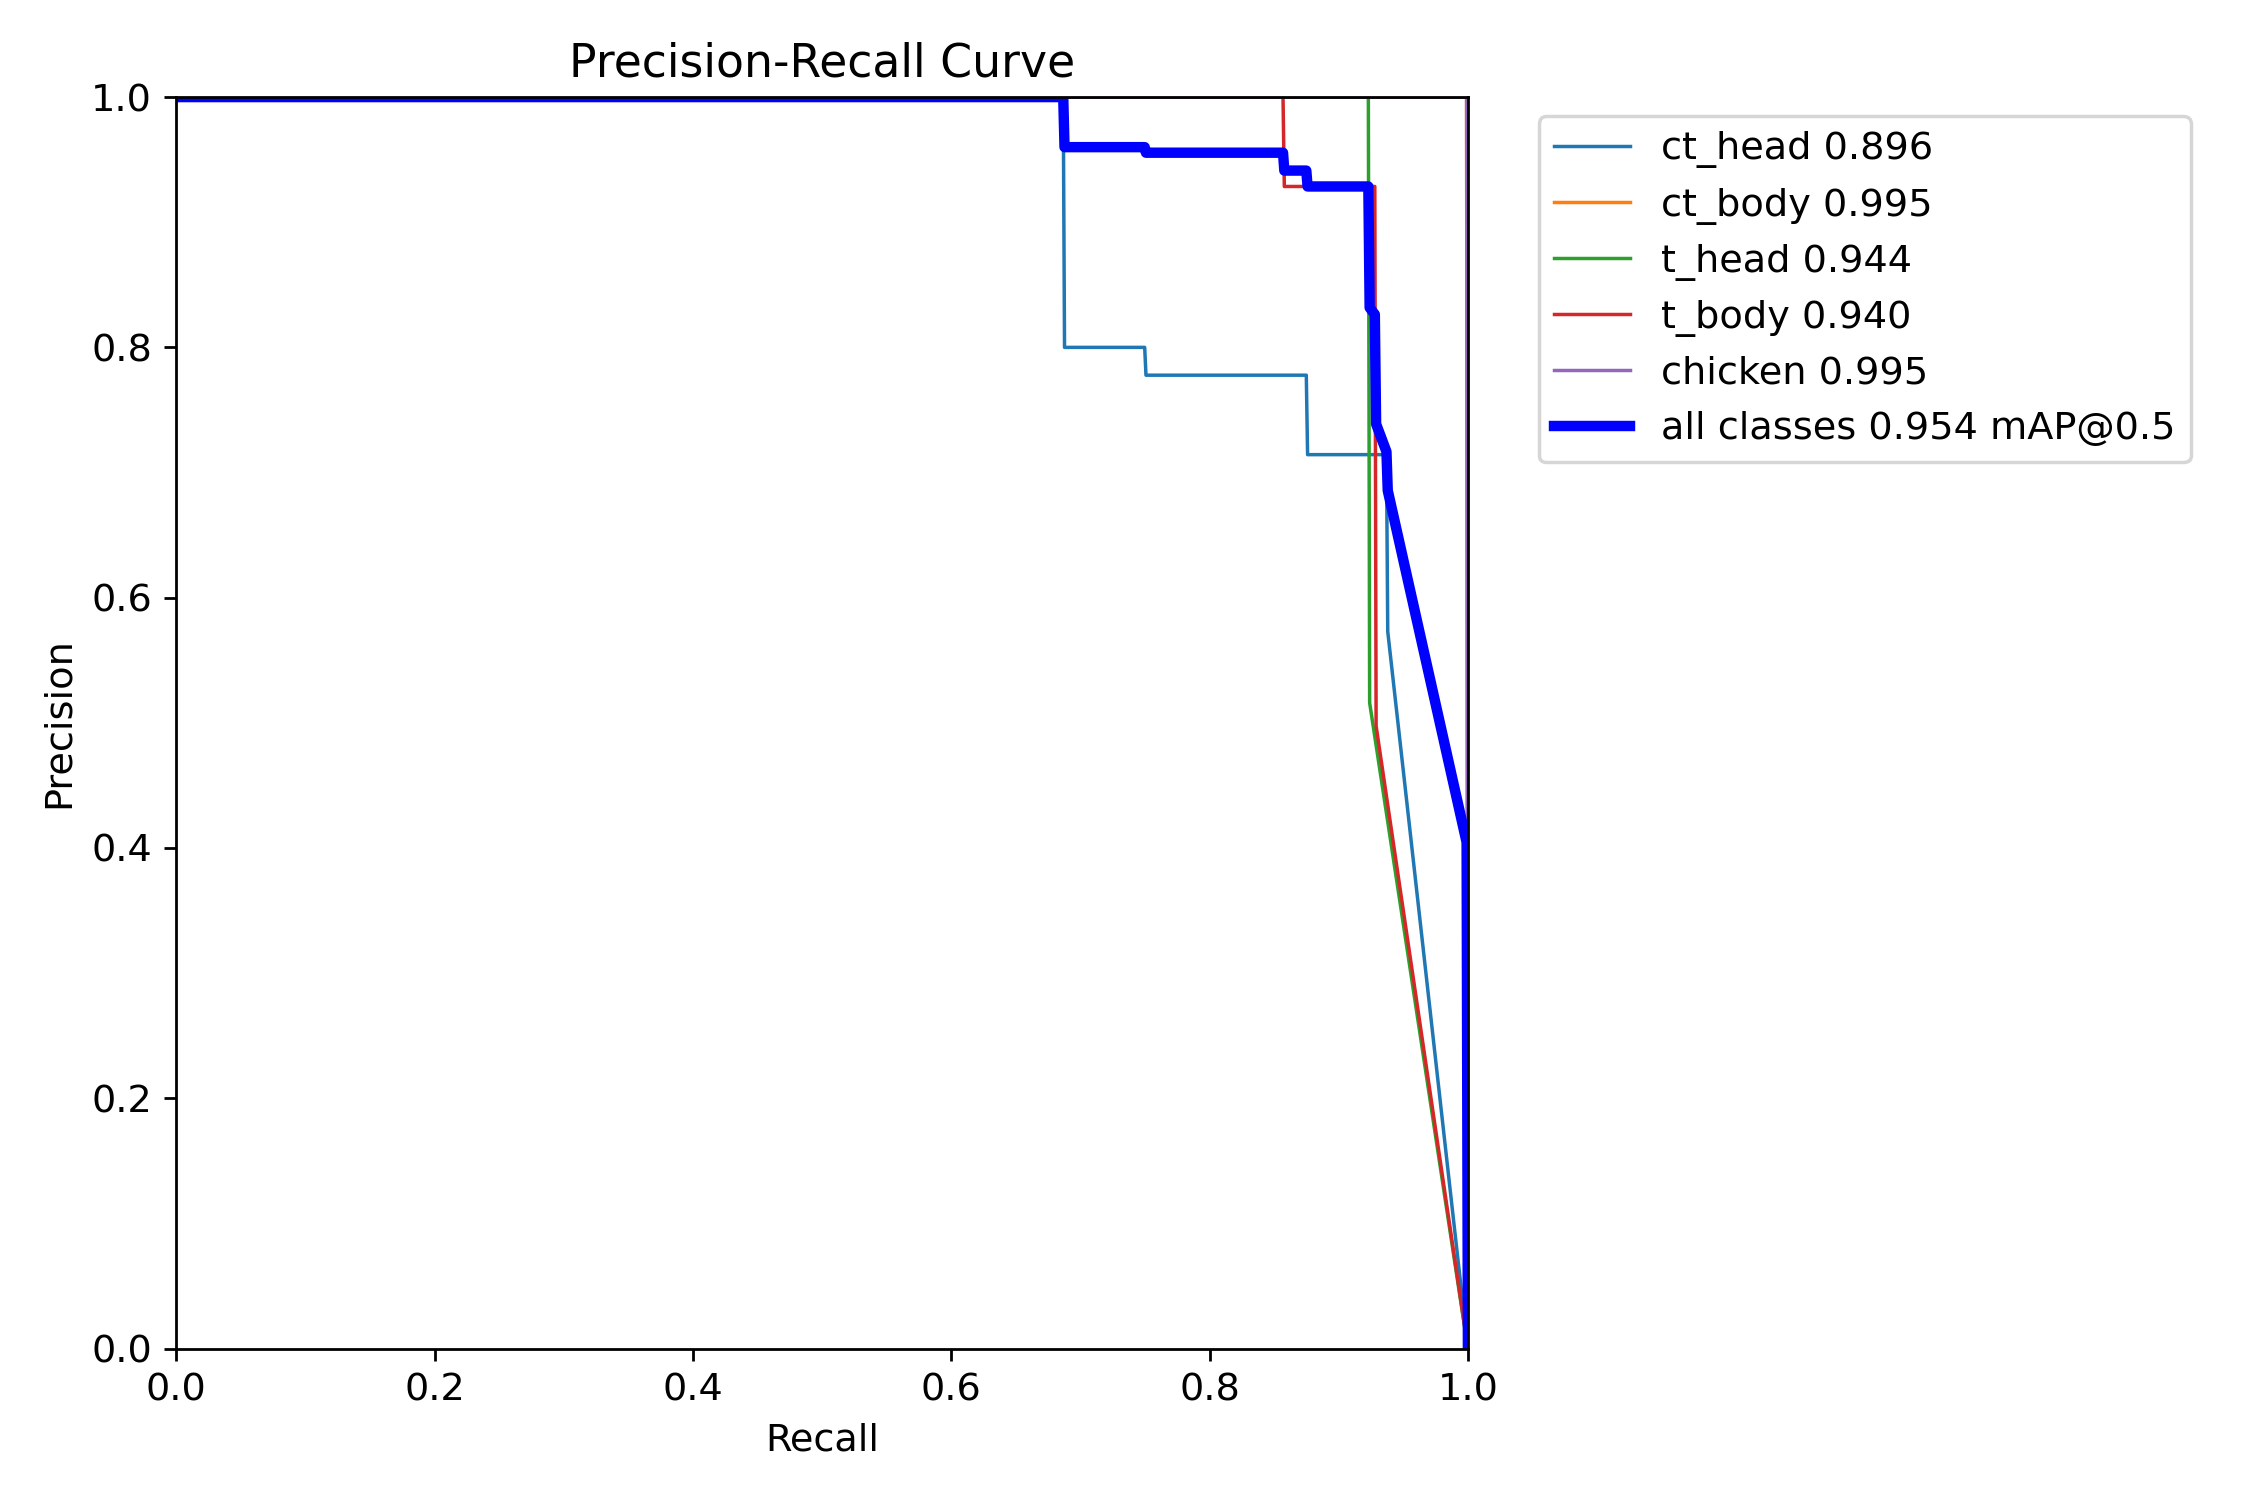 Precision-Recall Curve
1.0
0.8
0.6
0.4
0.2
0.0
Precision
0.0 0.2 0.4 0.6 0.8 1.0
Recall
ct_head 0.896
ct_body 0.995
t_head 0.944
t_body 0.940
chicken 0.995
all classes 0.954 mAP@0.5